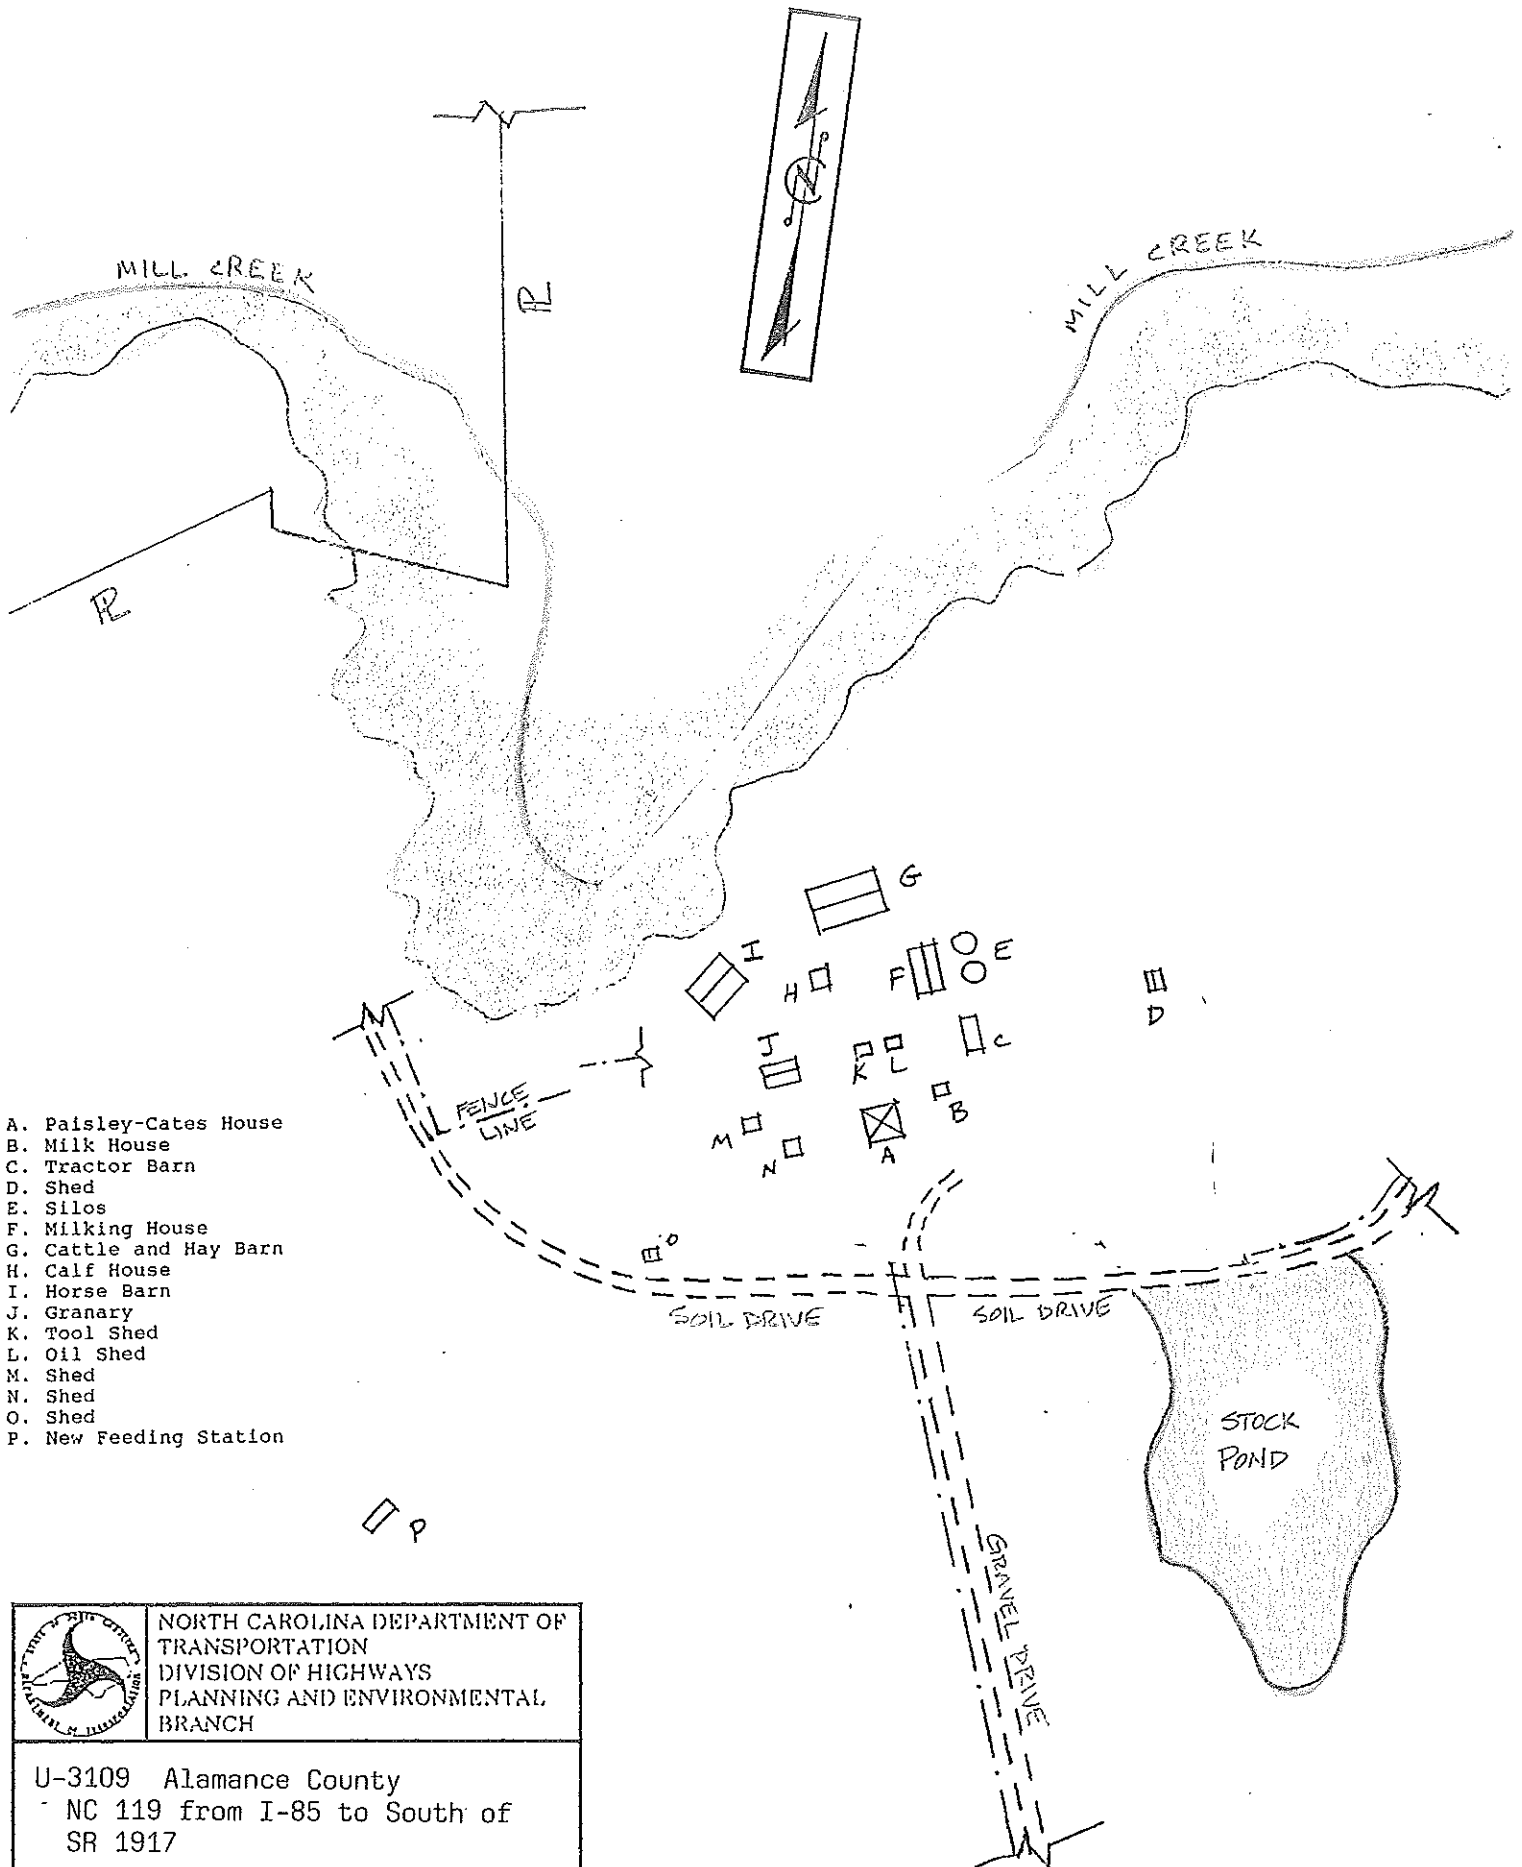 MILL CREEK
PL
N
MILL CREEK
PL
G
I
E
H
F
D
J
C
K
L
B
M
A
N
FENCE
LINE
A. Paisley-Cates House
B. Milk House
C. Tractor Barn
D. Shed
E. Silos
F. Milking House
G. Cattle and Hay Barn
H. Calf House
I. Horse Barn
J. Granary
K. Tool Shed
L. Oil Shed
M. Shed
N. Shed
O. Shed
P. New Feeding Station
O
SOIL DRIVE
SOIL DRIVE
STOCK
POND
P
GRAVEL DRIVE
NORTH CAROLINA DEPARTMENT OF
TRANSPORTATION
DIVISION OF HIGHWAYS
PLANNING AND ENVIRONMENTAL
BRANCH
U-3109 Alamance County
NC 119 from I-85 to South of
SR 1917